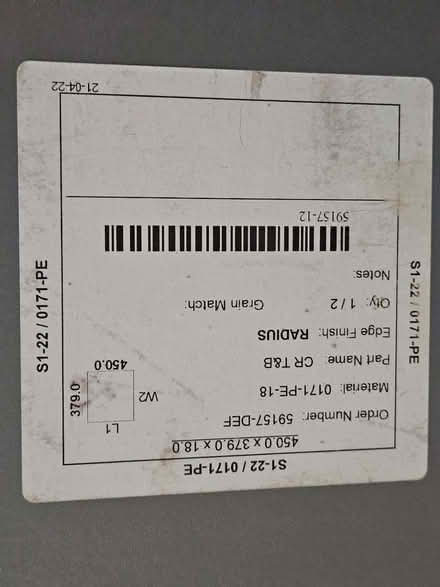 S1-22 / 0171-PE
450.0 x 379.0 x 18.0
Order Number: 59157-DEF
Material: 0171-PE-18
Part Name: CR T&B
Edge Finish: RADIUS
Qty: 1 / 2 Grain Match:
Notes:
L1
W2
379.0
450.0
59157-12
21-04-22
S1-22 / 0171-PE
S1-22 / 0171-PE